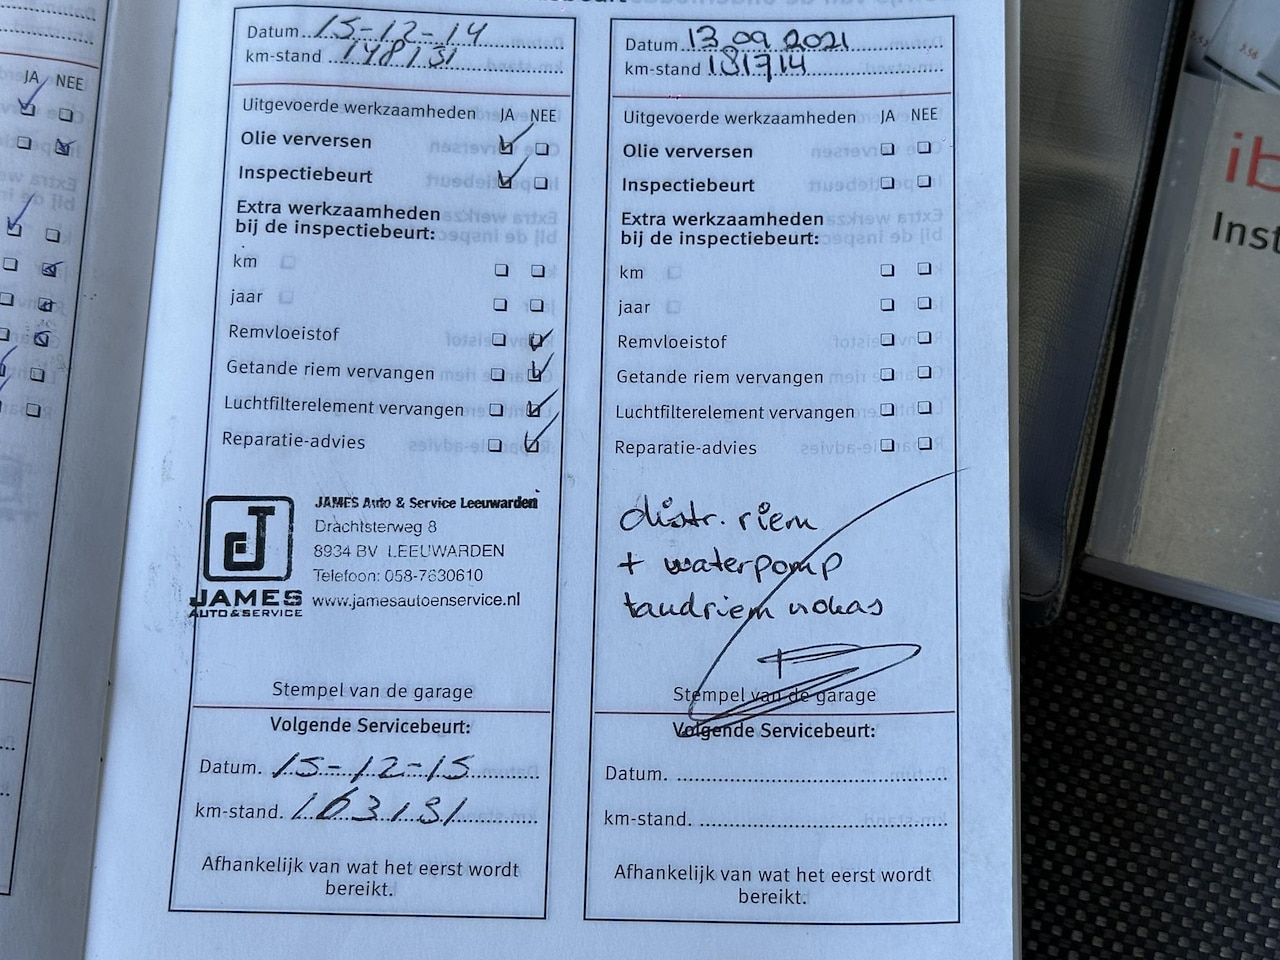 JA NEE
Datum 15-12-14
km-stand 148131
Uitgevoerde werkzaamheden JA NEE
Olie verversen
Inspectiebeurt
Extra werkzaamheden
bij de inspectiebeurt:
km
jaar
Remvloeistof
Getande riem vervangen
Luchtfilterelement vervangen
Reparatie-advies
J
JAMES
AUTO & SERVICE
JAMES Auto & Service Leeuwarden
Drachtsterweg 8
8934 BV LEEUWARDEN
Telefoon: 058-7630610
www.jamesautoenservice.nl
Stempel van de garage
Volgende Servicebeurt:
Datum. 15-12-15
km-stand. 163131
Afhankelijk van wat het eerst wordt
bereikt.
Datum 13 09 2021
km-stand 181714
Uitgevoerde werkzaamheden JA NEE
Olie verversen
Inspectiebeurt
Extra werkzaamheden
bij de inspectiebeurt:
km
jaar
Remvloeistof
Getande riem vervangen
Luchtfilterelement vervangen
Reparatie-advies
distr. riem
+ waterpomp
tandriem nokas
Stempel van de garage
Volgende Servicebeurt:
Datum.
km-stand.
Afhankelijk van wat het eerst wordt
bereikt.
ib
Inst